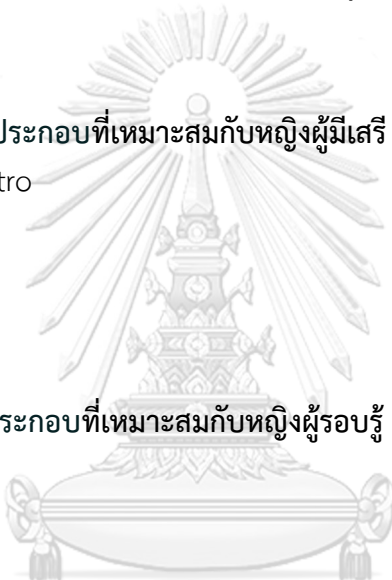 ประกอบที่เหมาะสมกับหญิงผู้มีเสรี
tro
ประกอบที่เหมาะสมกับหญิงผู้รอบรู้